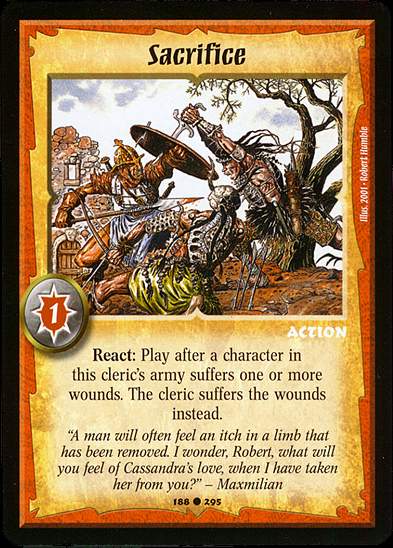 Sacrifice
Illus. 2001 • Robert Humble
1
ACTION
React: Play after a character in
this cleric's army suffers one or more
wounds. The cleric suffers the wounds
instead.
"A man will often feel an itch in a limb that
has been removed. I wonder, Robert, what will
you feel of Cassandra's love, when I have taken
her from you?" – Maxmilian
188 ● 295